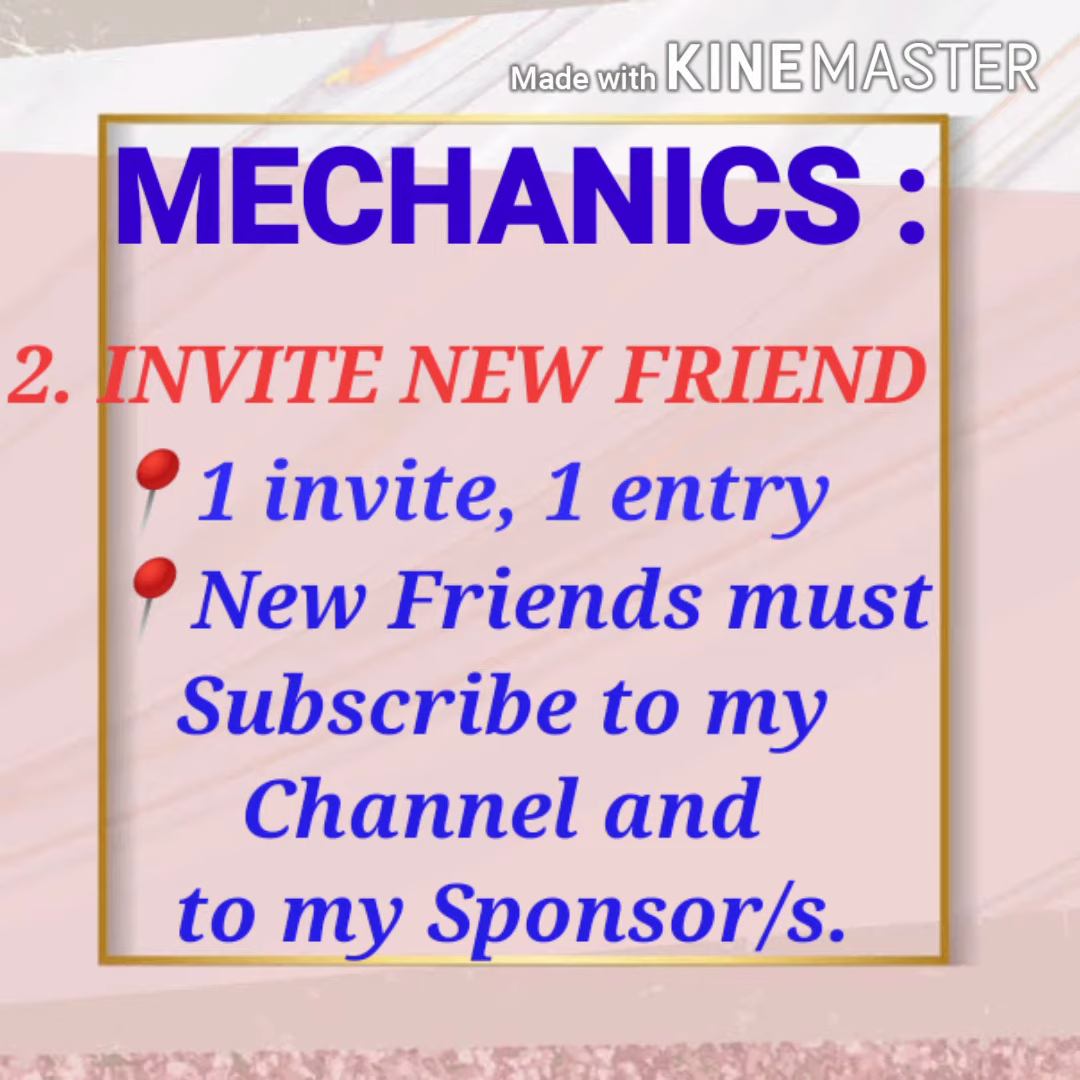 Made with KINEMASTER
MECHANICS :
2. INVITE NEW FRIEND
1 invite, 1 entry
New Friends must
Subscribe to my
Channel and
to my Sponsor/s.